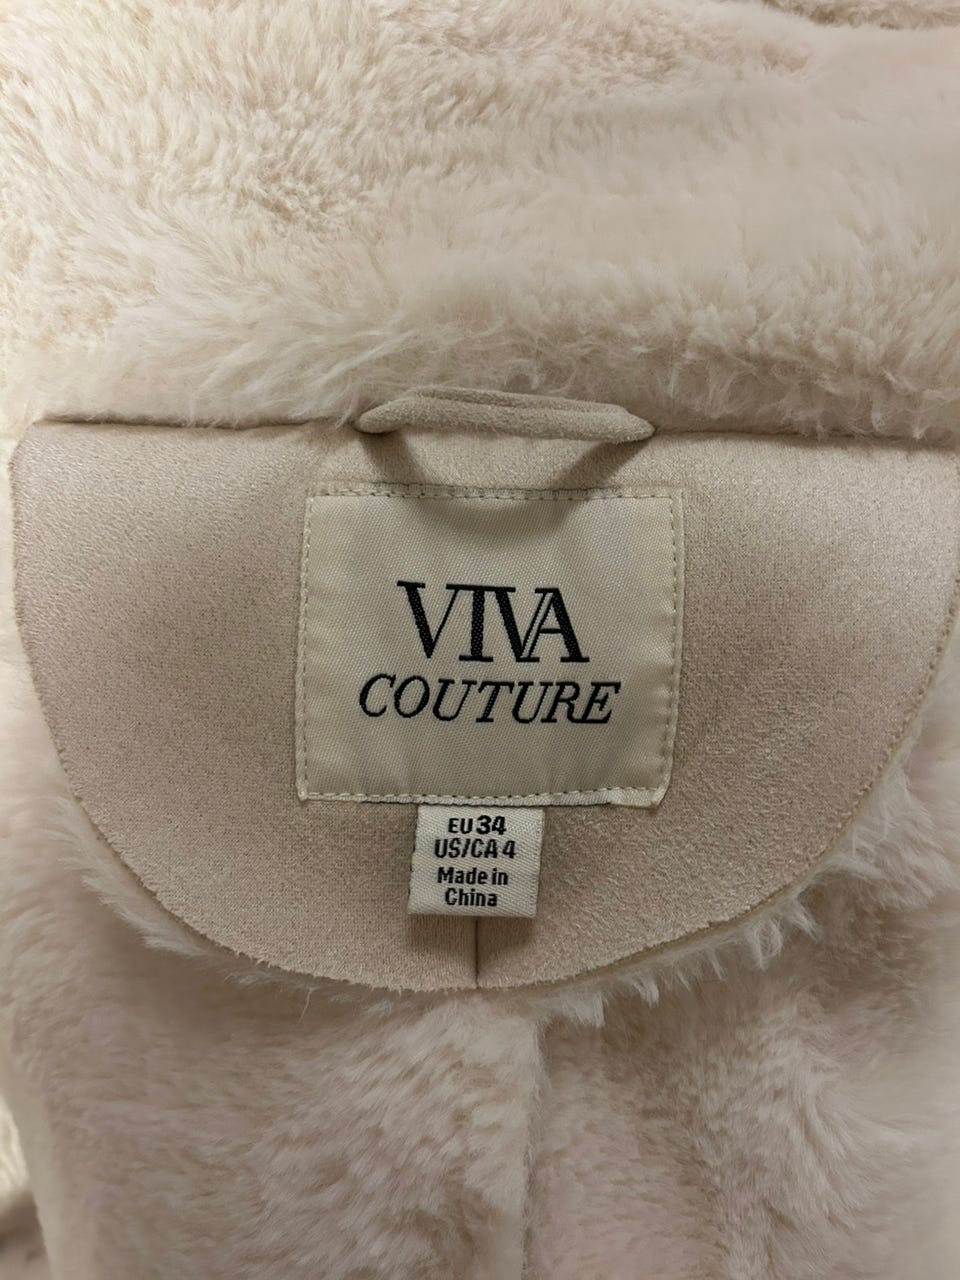 VIVA
COUTURE
EU 34
US/CA 4
Made in
China